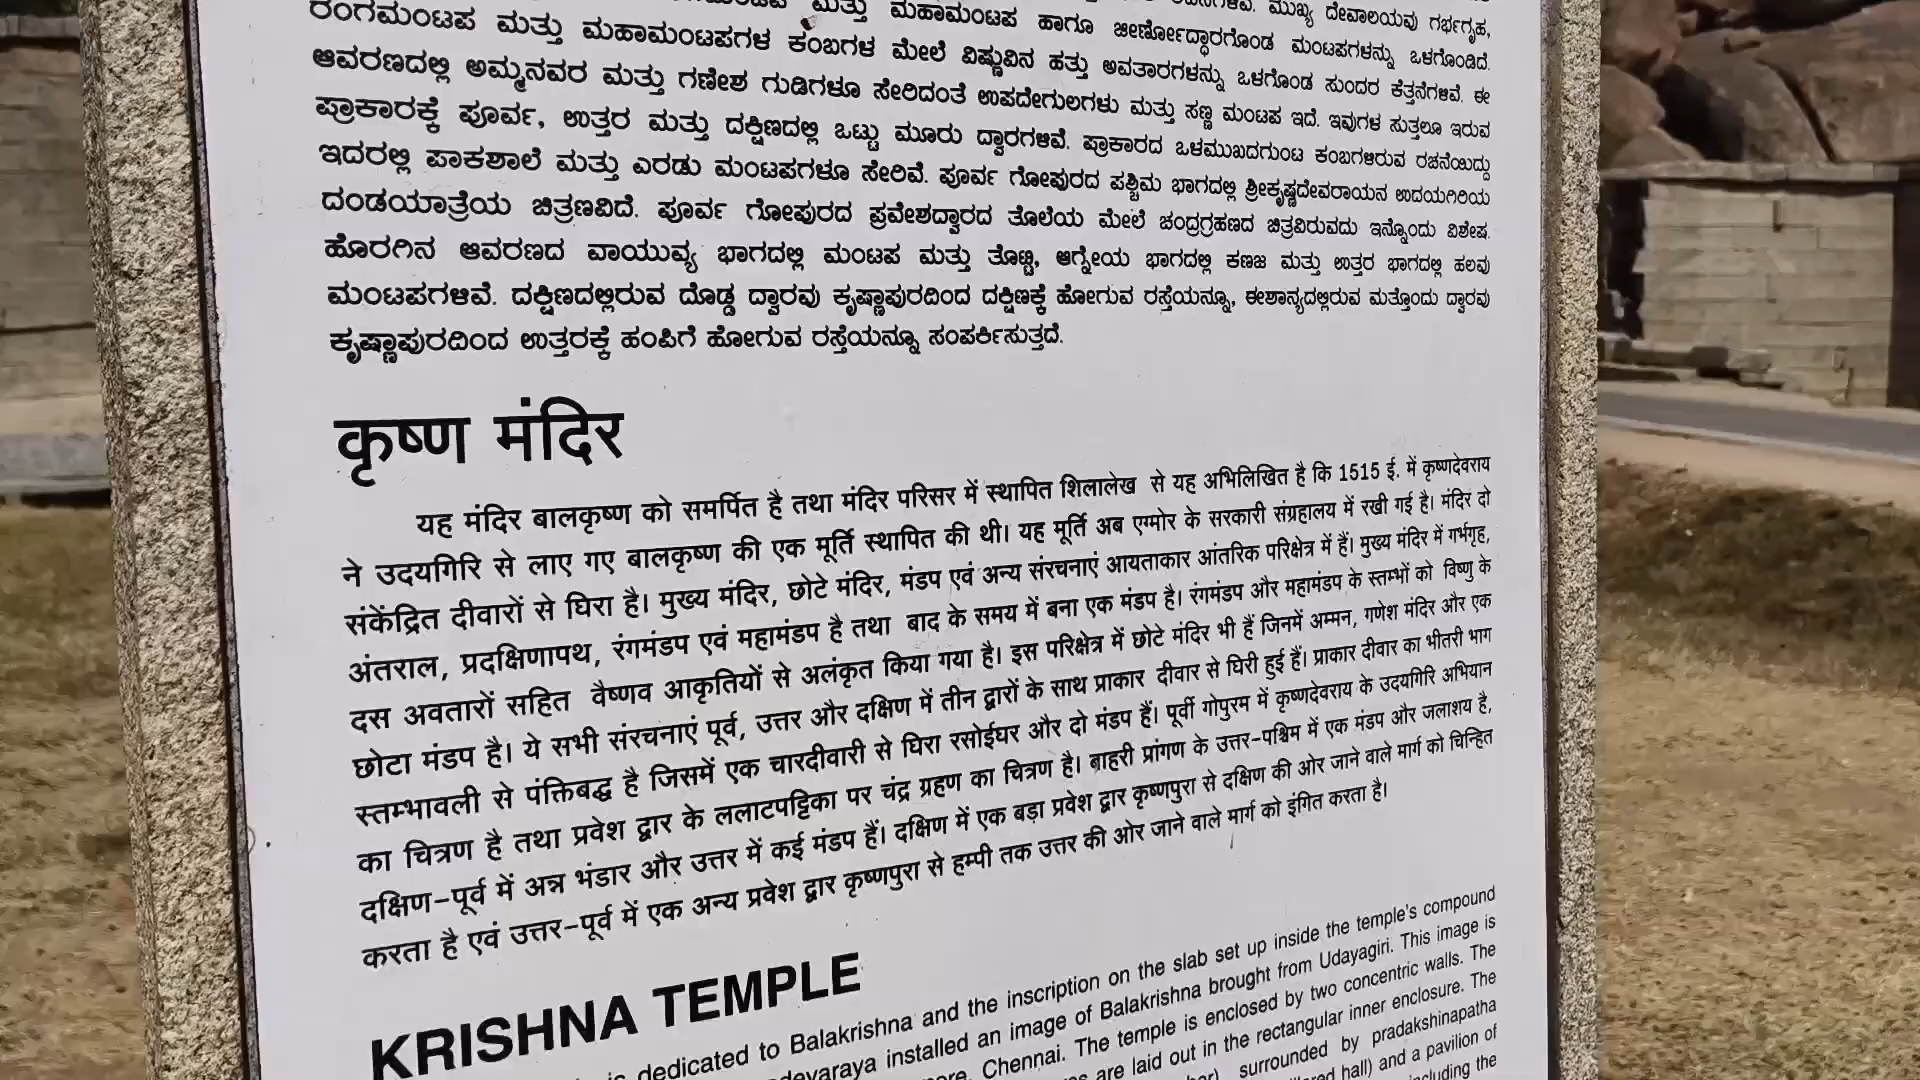 ಮತ್ತು ಮಹಾಮಂಟಪ ಹಾಗೂ ಜೀರ್ಣೋದ್ಧಾರಗೊಂಡ ಮಂಟಪಗಳನ್ನು ಒಳಗೊಂಡಿದೆ.
ರಂಗಮಂಟಪ ಮತ್ತು ಮಹಾಮಂಟಪಗಳ ಕಂಬಗಳ ಮೇಲೆ ವಿಷ್ಣುವಿನ ಹತ್ತು ಅವತಾರಗಳನ್ನು ಒಳಗೊಂಡ ಸುಂದರ ಕೆತ್ತನೆಗಳಿವೆ. ಈ
ಆವರಣದಲ್ಲಿ ಅಮ್ಮನವರ ಮತ್ತು ಗಣೇಶ ಗುಡಿಗಳೂ ಸೇರಿದಂತೆ ಉಪದೇಗುಲಗಳು ಮತ್ತು ಸಣ್ಣ ಮಂಟಪ ಇದೆ. ಇವುಗಳ ಸುತ್ತಲೂ ಇರುವ
ಪ್ರಾಕಾರಕ್ಕೆ ಪೂರ್ವ, ಉತ್ತರ ಮತ್ತು ದಕ್ಷಿಣದಲ್ಲಿ ಒಟ್ಟು ಮೂರು ದ್ವಾರಗಳಿವೆ. ಪ್ರಾಕಾರದ ಒಳಮುಖದಗುಂಟ ಕಂಬಗಳಿರುವ ರಚನೆಯಿದ್ದು
ಇದರಲ್ಲಿ ಪಾಕಶಾಲೆ ಮತ್ತು ಎರಡು ಮಂಟಪಗಳೂ ಸೇರಿವೆ. ಪೂರ್ವ ಗೋಪುರದ ಪಶ್ಚಿಮ ಭಾಗದಲ್ಲಿ ಶ್ರೀಕೃಷ್ಣದೇವರಾಯನ ಉದಯಗಿರಿಯ
ದಂಡಯಾತ್ರೆಯ ಚಿತ್ರಣವಿದೆ. ಪೂರ್ವ ಗೋಪುರದ ಪ್ರವೇಶದ್ವಾರದ ತೊಲೆಯ ಮೇಲೆ ಚಂದ್ರಗ್ರಹಣದ ಚಿತ್ರವಿರುವದು ಇನ್ನೊಂದು ವಿಶೇಷ.
ಹೊರಗಿನ ಆವರಣದ ವಾಯುವ್ಯ ಭಾಗದಲ್ಲಿ ಮಂಟಪ ಮತ್ತು ತೊಟ್ಟಿ, ಆಗ್ನೇಯ ಭಾಗದಲ್ಲಿ ಕಣಜ ಮತ್ತು ಉತ್ತರ ಭಾಗದಲ್ಲಿ ಹಲವು
ಮಂಟಪಗಳಿವೆ. ದಕ್ಷಿಣದಲ್ಲಿರುವ ದೊಡ್ಡ ದ್ವಾರವು ಕೃಷ್ಣಾಪುರದಿಂದ ದಕ್ಷಿಣಕ್ಕೆ ಹೋಗುವ ರಸ್ತೆಯನ್ನೂ, ಈಶಾನ್ಯದಲ್ಲಿರುವ ಮತ್ತೊಂದು ದ್ವಾರವು
ಕೃಷ್ಣಾಪುರದಿಂದ ಉತ್ತರಕ್ಕೆ ಹಂಪಿಗೆ ಹೋಗುವ ರಸ್ತೆಯನ್ನೂ ಸಂಪರ್ಕಿಸುತ್ತದೆ.
कृष्ण मंदिर
यह मंदिर बालकृष्ण को समर्पित है तथा मंदिर परिसर में स्थापित शिलालेख से यह अभिलिखित है कि 1515 ई. में कृष्णदेवराय
ने उदयगिरि से लाए गए बालकृष्ण की एक मूर्ति स्थापित की थी। यह मूर्ति अब एग्मोर के सरकारी संग्रहालय में रखी गई है। मंदिर दो
संकेंद्रित दीवारों से घिरा है। मुख्य मंदिर, छोटे मंदिर, मंडप एवं अन्य संरचनाएं आयताकार आंतरिक परिक्षेत्र में हैं। मुख्य मंदिर में गर्भगृह,
अंतराल, प्रदक्षिणापथ, रंगमंडप एवं महामंडप है तथा बाद के समय में बना एक मंडप है। रंगमंडप और महामंडप के स्तम्भों को विष्णु के
दस अवतारों सहित वैष्णव आकृतियों से अलंकृत किया गया है। इस परिक्षेत्र में छोटे मंदिर भी हैं जिनमें अम्मन, गणेश मंदिर और एक
छोटा मंडप है। ये सभी संरचनाएं पूर्व, उत्तर और दक्षिण में तीन द्वारों के साथ प्राकार दीवार से घिरी हुई हैं। प्राकार दीवार का भीतरी भाग
स्तम्भावली से पंक्तिबद्ध है जिसमें एक चारदीवारी से घिरा रसोईघर और दो मंडप हैं। पूर्वी गोपुरम में कृष्णदेवराय के उदयगिरि अभियान
का चित्रण है तथा प्रवेश द्वार के ललाटपट्टिका पर चंद्र ग्रहण का चित्रण है। बाहरी प्रांगण के उत्तर-पश्चिम में एक मंडप और जलाशय है,
दक्षिण-पूर्व में अन्न भंडार और उत्तर में कई मंडप हैं। दक्षिण में एक बड़ा प्रवेश द्वार कृष्णपुरा से दक्षिण की ओर जाने वाले मार्ग को चिन्हित
करता है एवं उत्तर-पूर्व में एक अन्य प्रवेश द्वार कृष्णपुरा से हम्पी तक उत्तर की ओर जाने वाले मार्ग को इंगित करता है।
KRISHNA TEMPLE
is dedicated to Balakrishna and the inscription on the slab set up inside the temple's compound
installed an image of Balakrishna brought from Udayagiri. This image is
Chennai. The temple is enclosed by two concentric walls. The
are laid out in the rectangular inner enclosure. The
surrounded by pradakshinapatha
hall) and a pavilion of
the